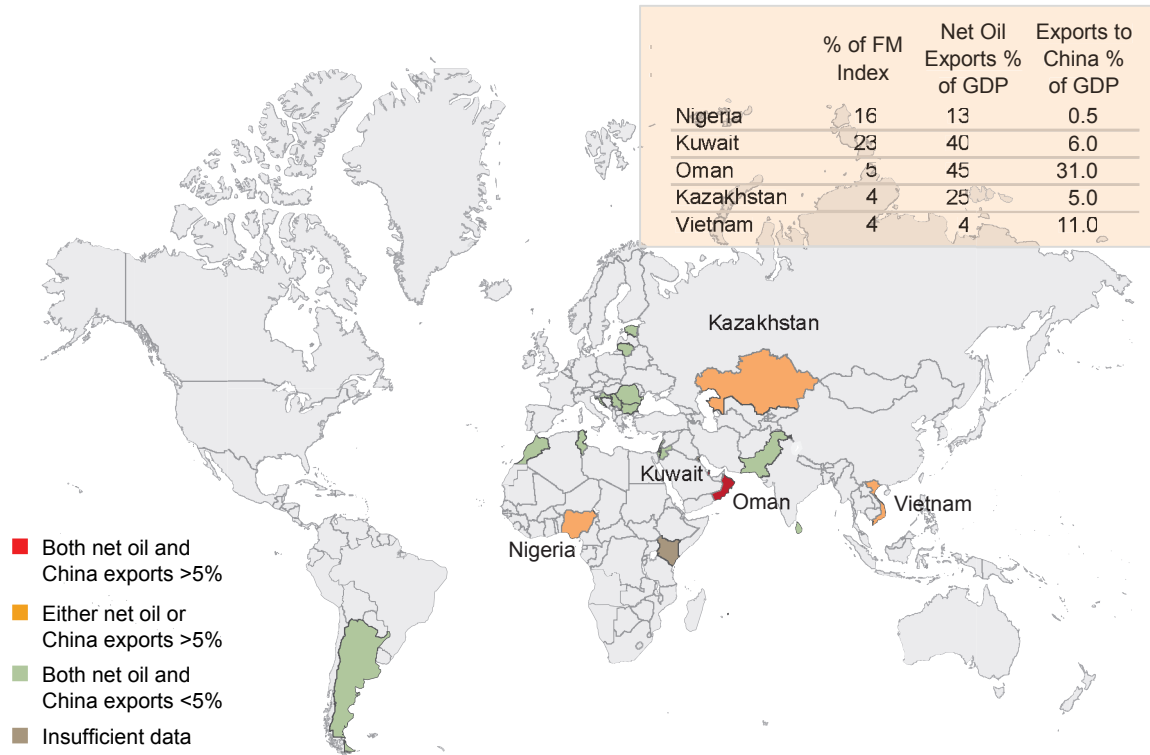 % of FM Index Net Oil Exports % of GDP Exports to China % of GDP
Nigeria 16 13 0.5
Kuwait 23 40 6.0
Oman 5 45 31.0
Kazakhstan 4 25 5.0
Vietnam 4 4 11.0
Kazakhstan
Kuwait
Oman
Vietnam
Nigeria
Both net oil and
China exports >5%
Either net oil or
China exports >5%
Both net oil and
China exports <5%
Insufficient data